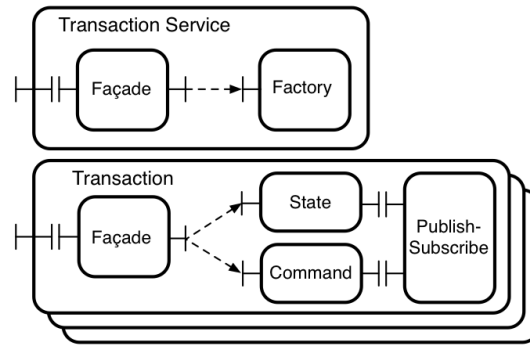 Transaction Service
Façade
Factory
Transaction
Façade
State
Command
Publish-
Subscribe